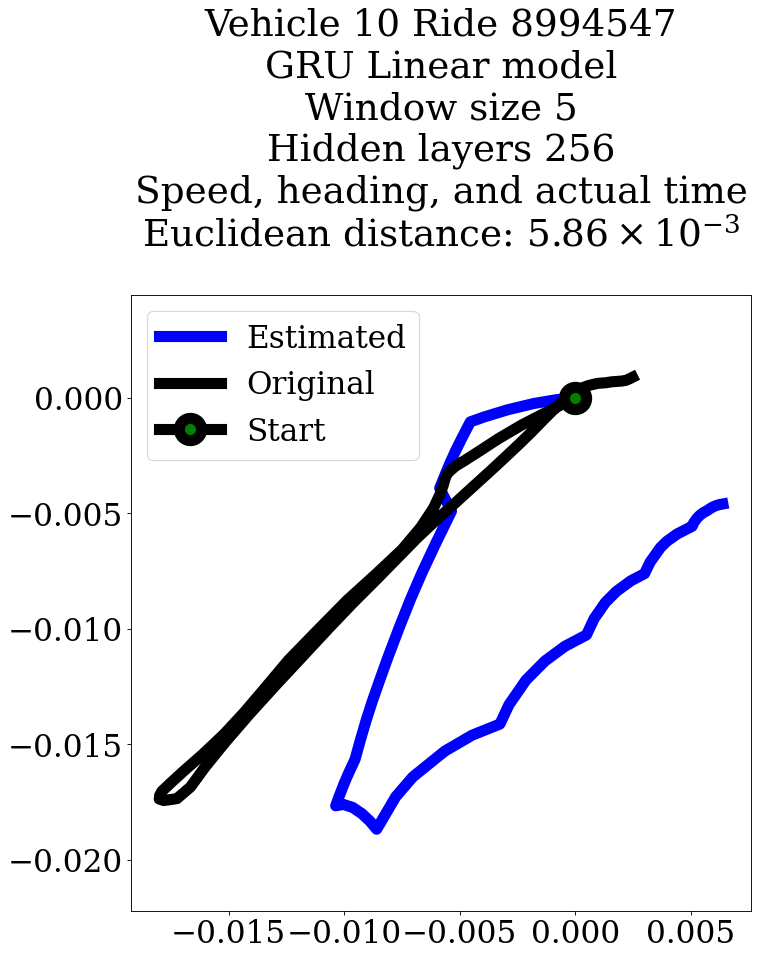 Vehicle 10 Ride 8994547
GRU Linear model
Window size 5
Hidden layers 256
Speed, heading, and actual time
Euclidean distance: 5.86 × 10⁻³
Estimated
Original
Start
0.000
−0.005
−0.010
−0.015
−0.020
−0.015 −0.010 −0.005 0.000 0.005